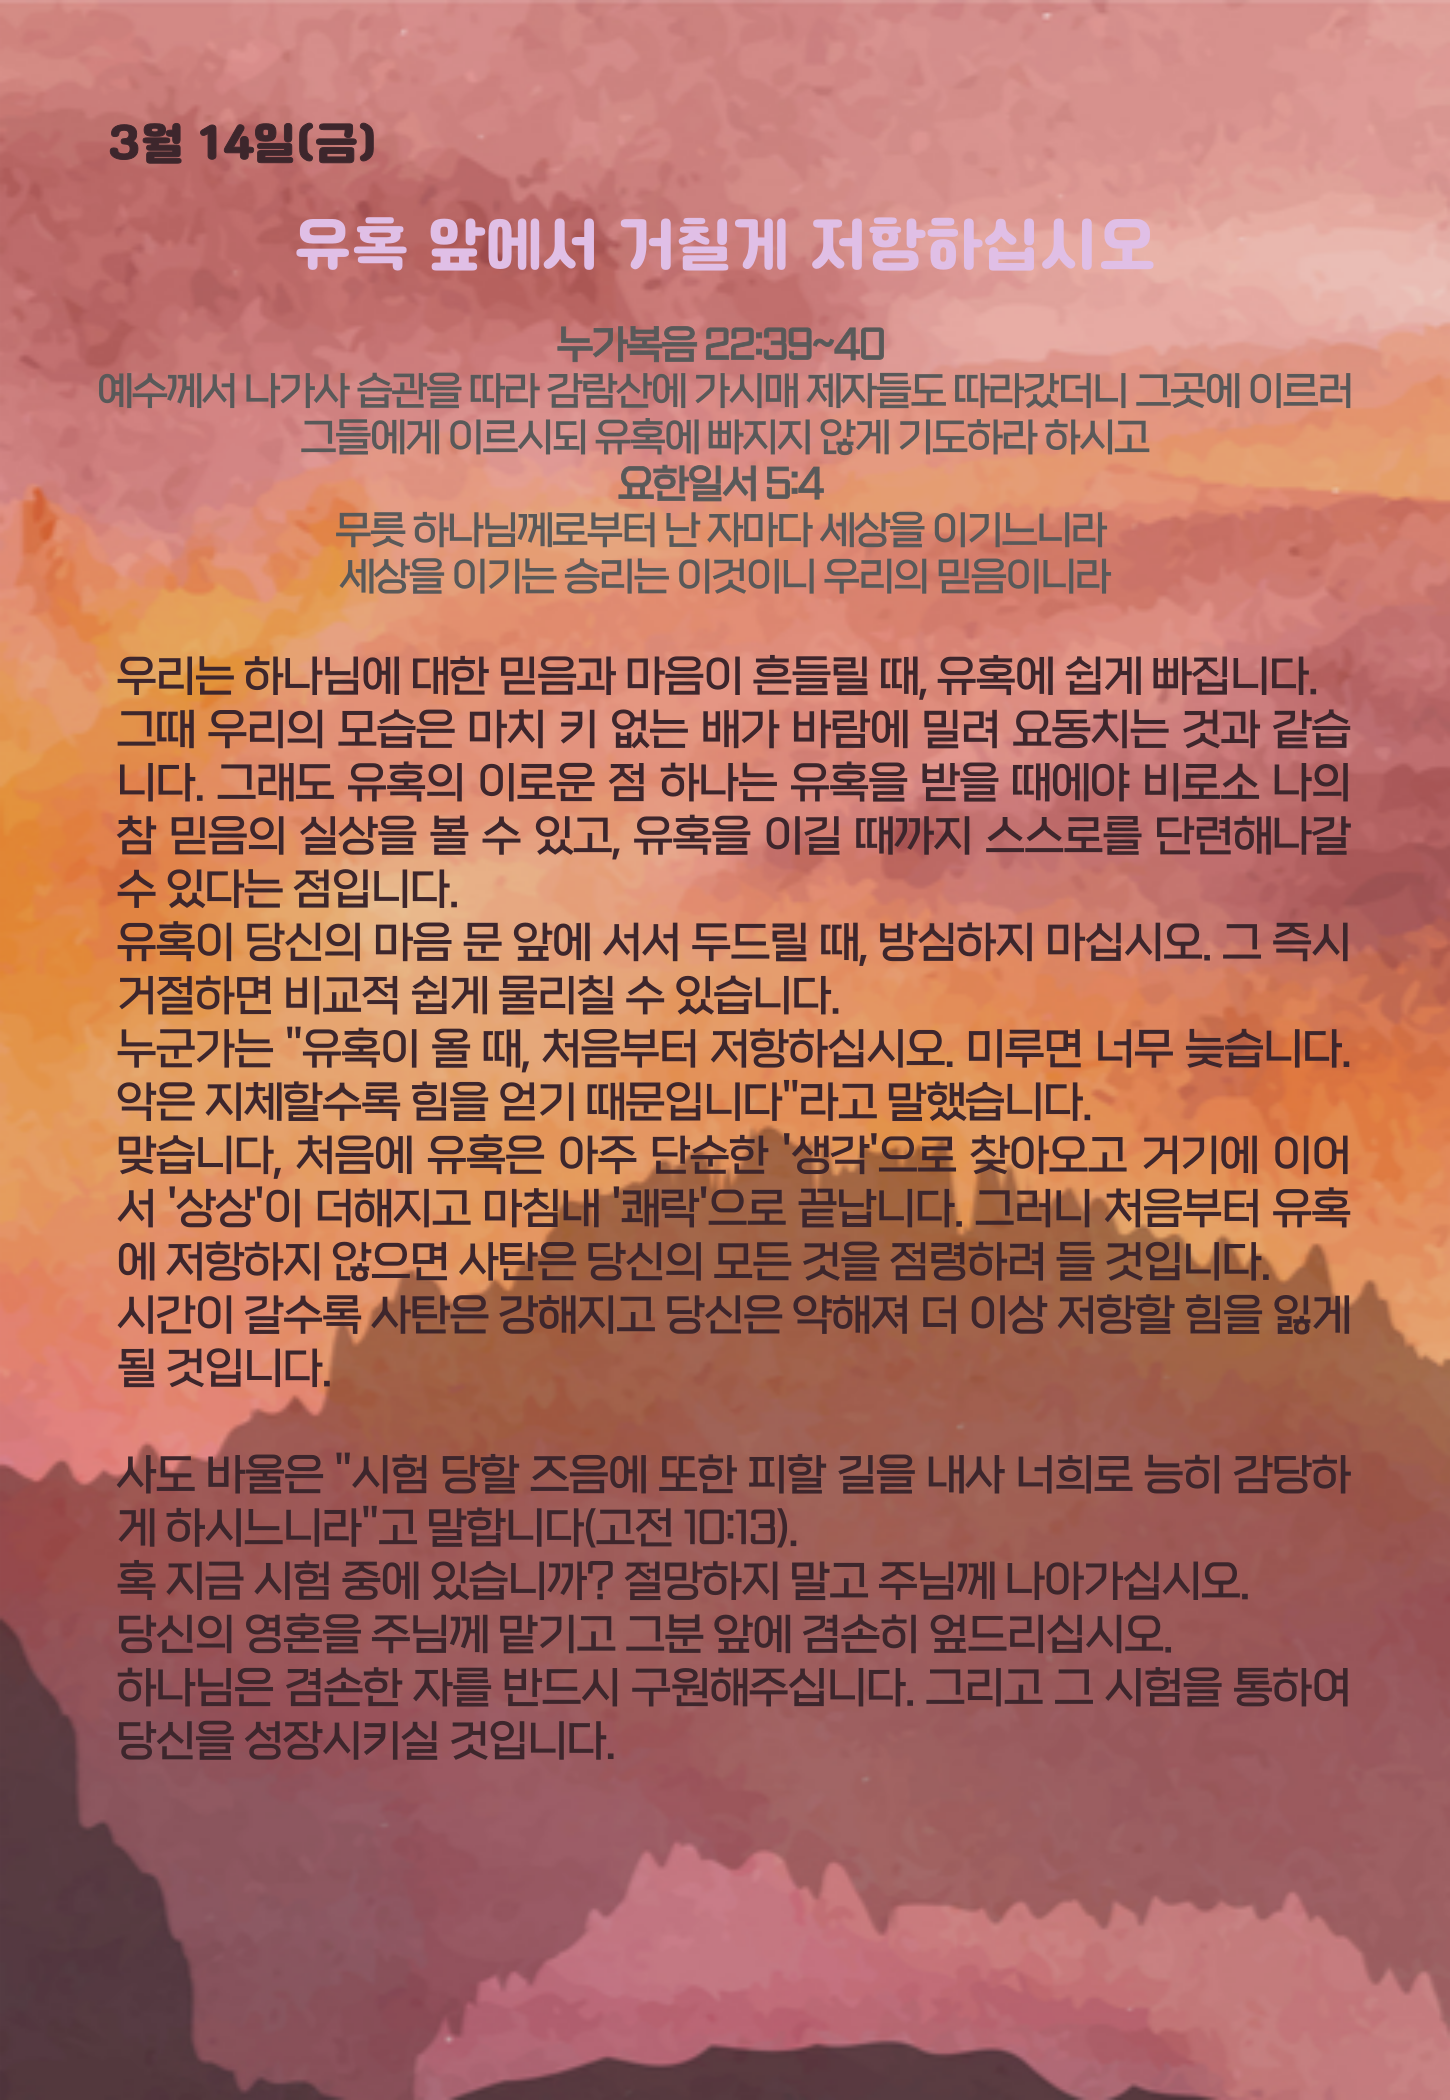 3월 14일(금)
유혹 앞에서 거칠게 저항하십시오
누가복음 22:39~40
예수께서 나가사 습관을 따라 감람산에 가시매 제자들도 따라갔더니 그곳에 이르러
그들에게 이르시되 유혹에 빠지지 않게 기도하라 하시고
요한일서 5:4
무릇 하나님께로부터 난 자마다 세상을 이기느니라
세상을 이기는 승리는 이것이니 우리의 믿음이니라
우리는 하나님에 대한 믿음과 마음이 흔들릴 때, 유혹에 쉽게 빠집니다.
그때 우리의 모습은 마치 키 없는 배가 바람에 밀려 요동치는 것과 같습
니다. 그래도 유혹의 이로운 점 하나는 유혹을 받을 때에야 비로소 나의
참 믿음의 실상을 볼 수 있고, 유혹을 이길 때까지 스스로를 단련해나갈
수 있다는 점입니다.
유혹이 당신의 마음 문 앞에 서서 두드릴 때, 방심하지 마십시오. 그 즉시
거절하면 비교적 쉽게 물리칠 수 있습니다.
누군가는 "유혹이 올 때, 처음부터 저항하십시오. 미루면 너무 늦습니다.
악은 지체할수록 힘을 얻기 때문입니다"라고 말했습니다.
맞습니다, 처음에 유혹은 아주 단순한 '생각'으로 찾아오고 거기에 이어
서 '상상'이 더해지고 마침내 '쾌락'으로 끝납니다. 그러니 처음부터 유혹
에 저항하지 않으면 사탄은 당신의 모든 것을 점령하려 들 것입니다.
시간이 갈수록 사탄은 강해지고 당신은 약해져 더 이상 저항할 힘을 잃게
될 것입니다.
사도 바울은 "시험 당할 즈음에 또한 피할 길을 내사 너희로 능히 감당하
게 하시느니라"고 말합니다(고전 10:13).
혹 지금 시험 중에 있습니까? 절망하지 말고 주님께 나아가십시오.
당신의 영혼을 주님께 맡기고 그분 앞에 겸손히 엎드리십시오.
하나님은 겸손한 자를 반드시 구원해주십니다. 그리고 그 시험을 통하여
당신을 성장시키실 것입니다.